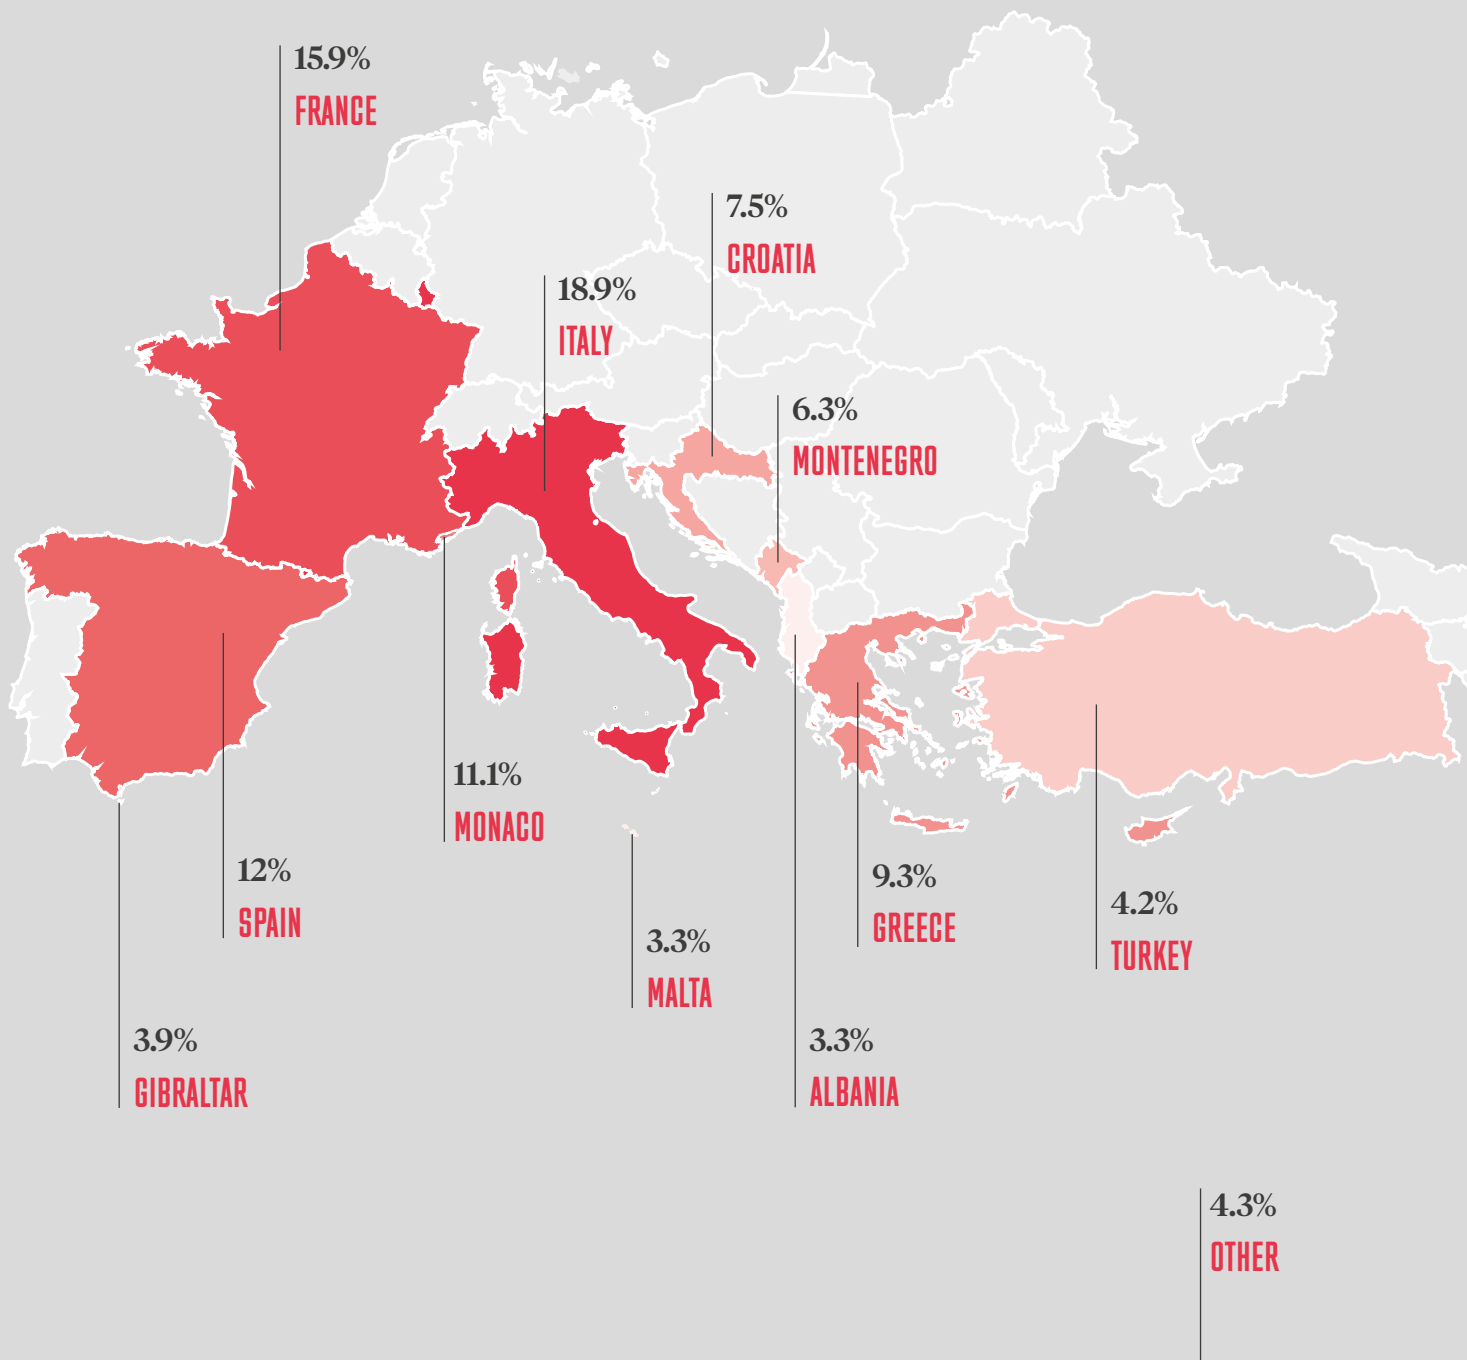 15.9%
FRANCE
7.5%
CROATIA
18.9%
ITALY
6.3%
MONTENEGRO
11.1%
MONACO
12%
SPAIN
9.3%
GREECE
4.2%
TURKEY
3.3%
MALTA
3.9%
GIBRALTAR
3.3%
ALBANIA
4.3%
OTHER